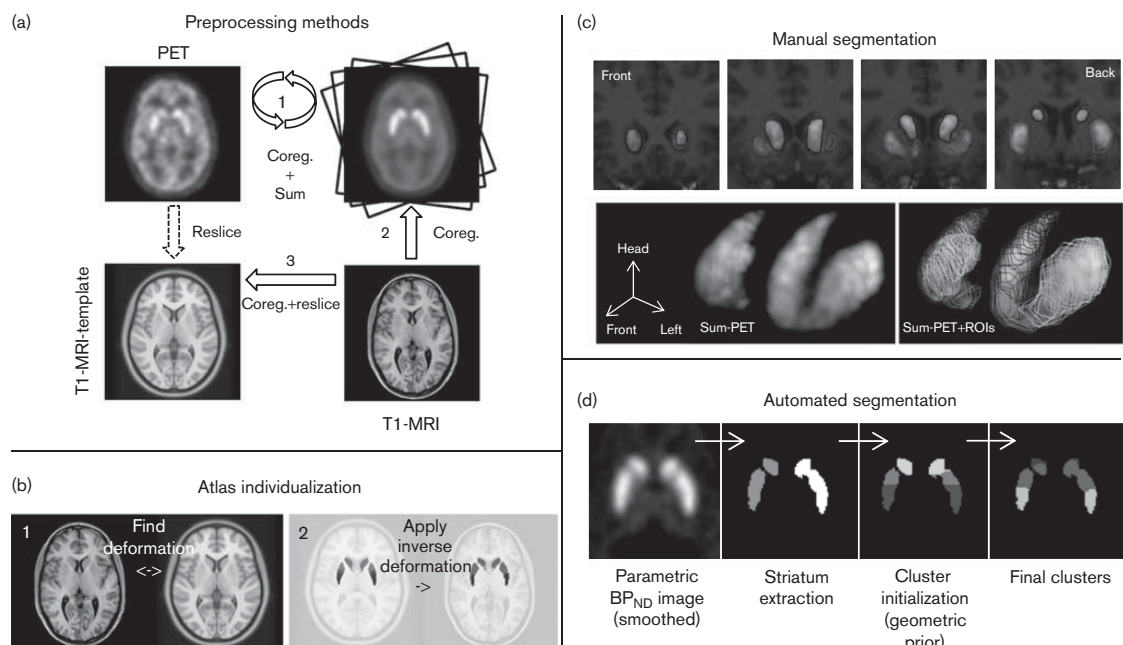 (a)
Preprocessing methods
PET
1
Coreg.
+
Sum
Reslice
2
Coreg.
3
Coreg.+reslice
T1-MRI-template
T1-MRI
(b)
Atlas individualization
1
Find
deformation
<->
2
Apply
inverse
deformation
->
(c)
Manual segmentation
Front
Back
Head
Front
Left
Sum-PET
Sum-PET+ROIs
(d)
Automated segmentation
Parametric
BPND image
(smoothed)
Striatum
extraction
Cluster
initialization
(geometric
prior)
Final clusters